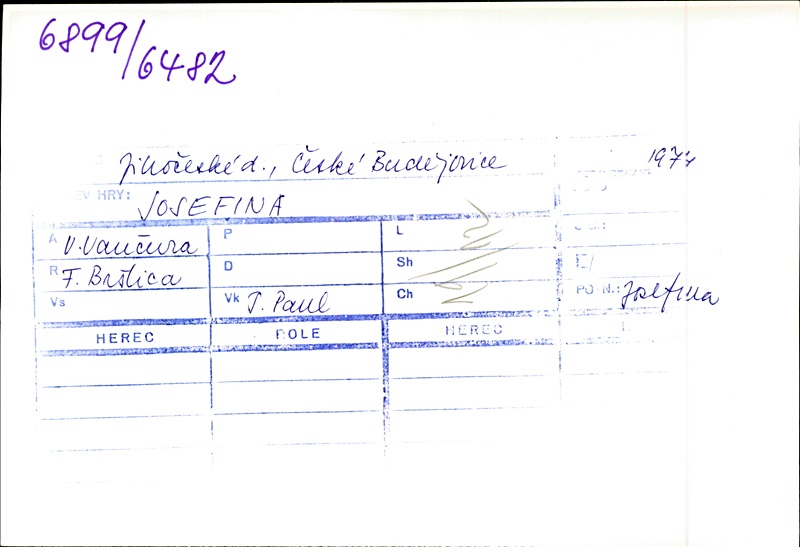 6899/6482
Jihočeské d., České Budějovice 1977
EV HRY: JOSEFINA
A V. Vančura P L
R F. Brštica D Sh
Vs Vk J. Paul Ch PO N.: Josefina
HEREC ROLE HEREC